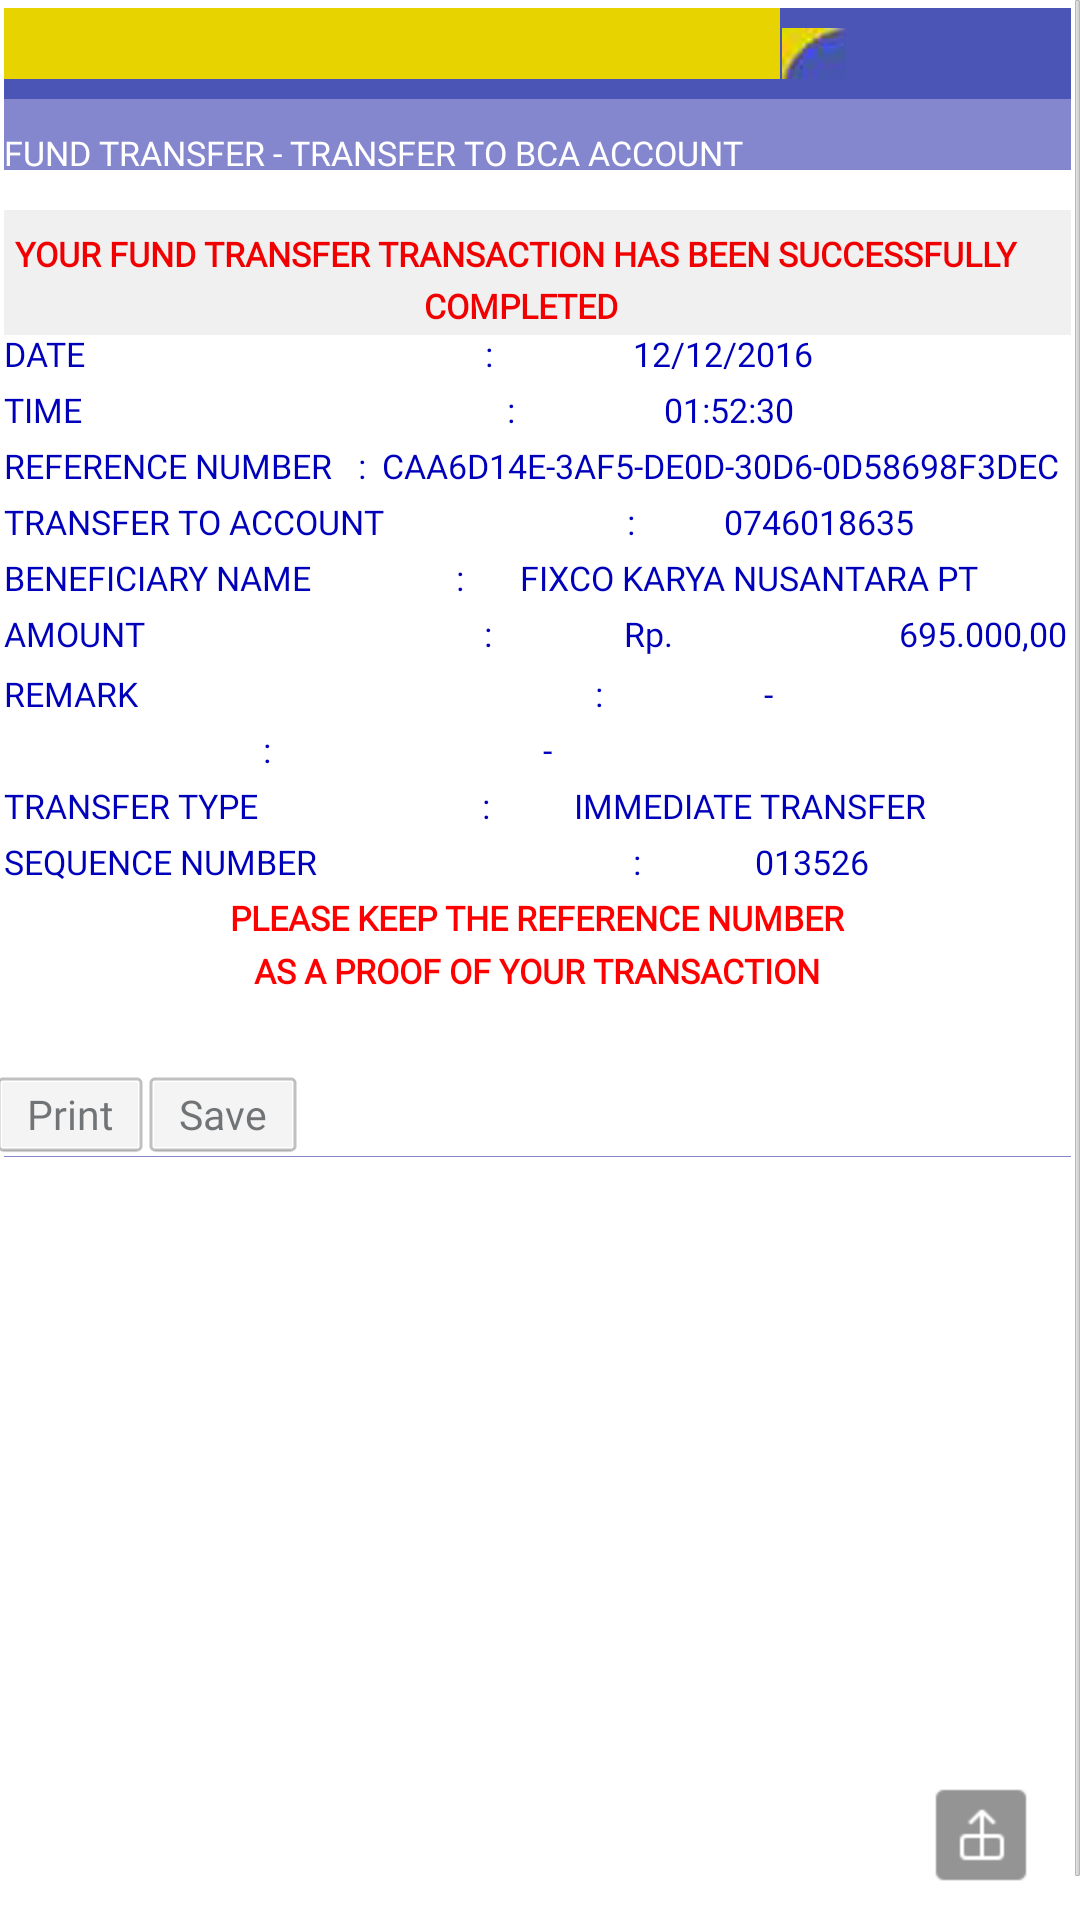 FUND TRANSFER - TRANSFER TO BCA ACCOUNT
YOUR FUND TRANSFER TRANSACTION HAS BEEN SUCCESSFULLY
COMPLETED
DATE : 12/12/2016
TIME : 01:52:30
REFERENCE NUMBER : CAA6D14E-3AF5-DE0D-30D6-0D58698F3DEC
TRANSFER TO ACCOUNT : 0746018635
BENEFICIARY NAME : FIXCO KARYA NUSANTARA PT
AMOUNT : Rp. 695.000,00
REMARK : -
: -
TRANSFER TYPE : IMMEDIATE TRANSFER
SEQUENCE NUMBER : 013526
PLEASE KEEP THE REFERENCE NUMBER
AS A PROOF OF YOUR TRANSACTION
Print Save